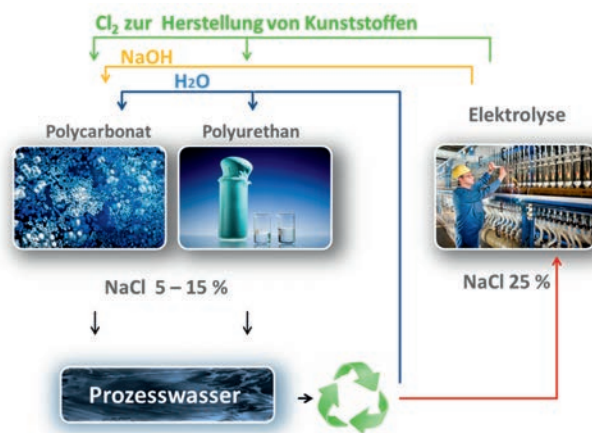 Cl₂ zur Herstellung von Kunststoffen
NaOH
H₂O
Elektrolyse
Polycarbonat
Polyurethan
NaCl 5 – 15 %
NaCl 25 %
Prozesswasser